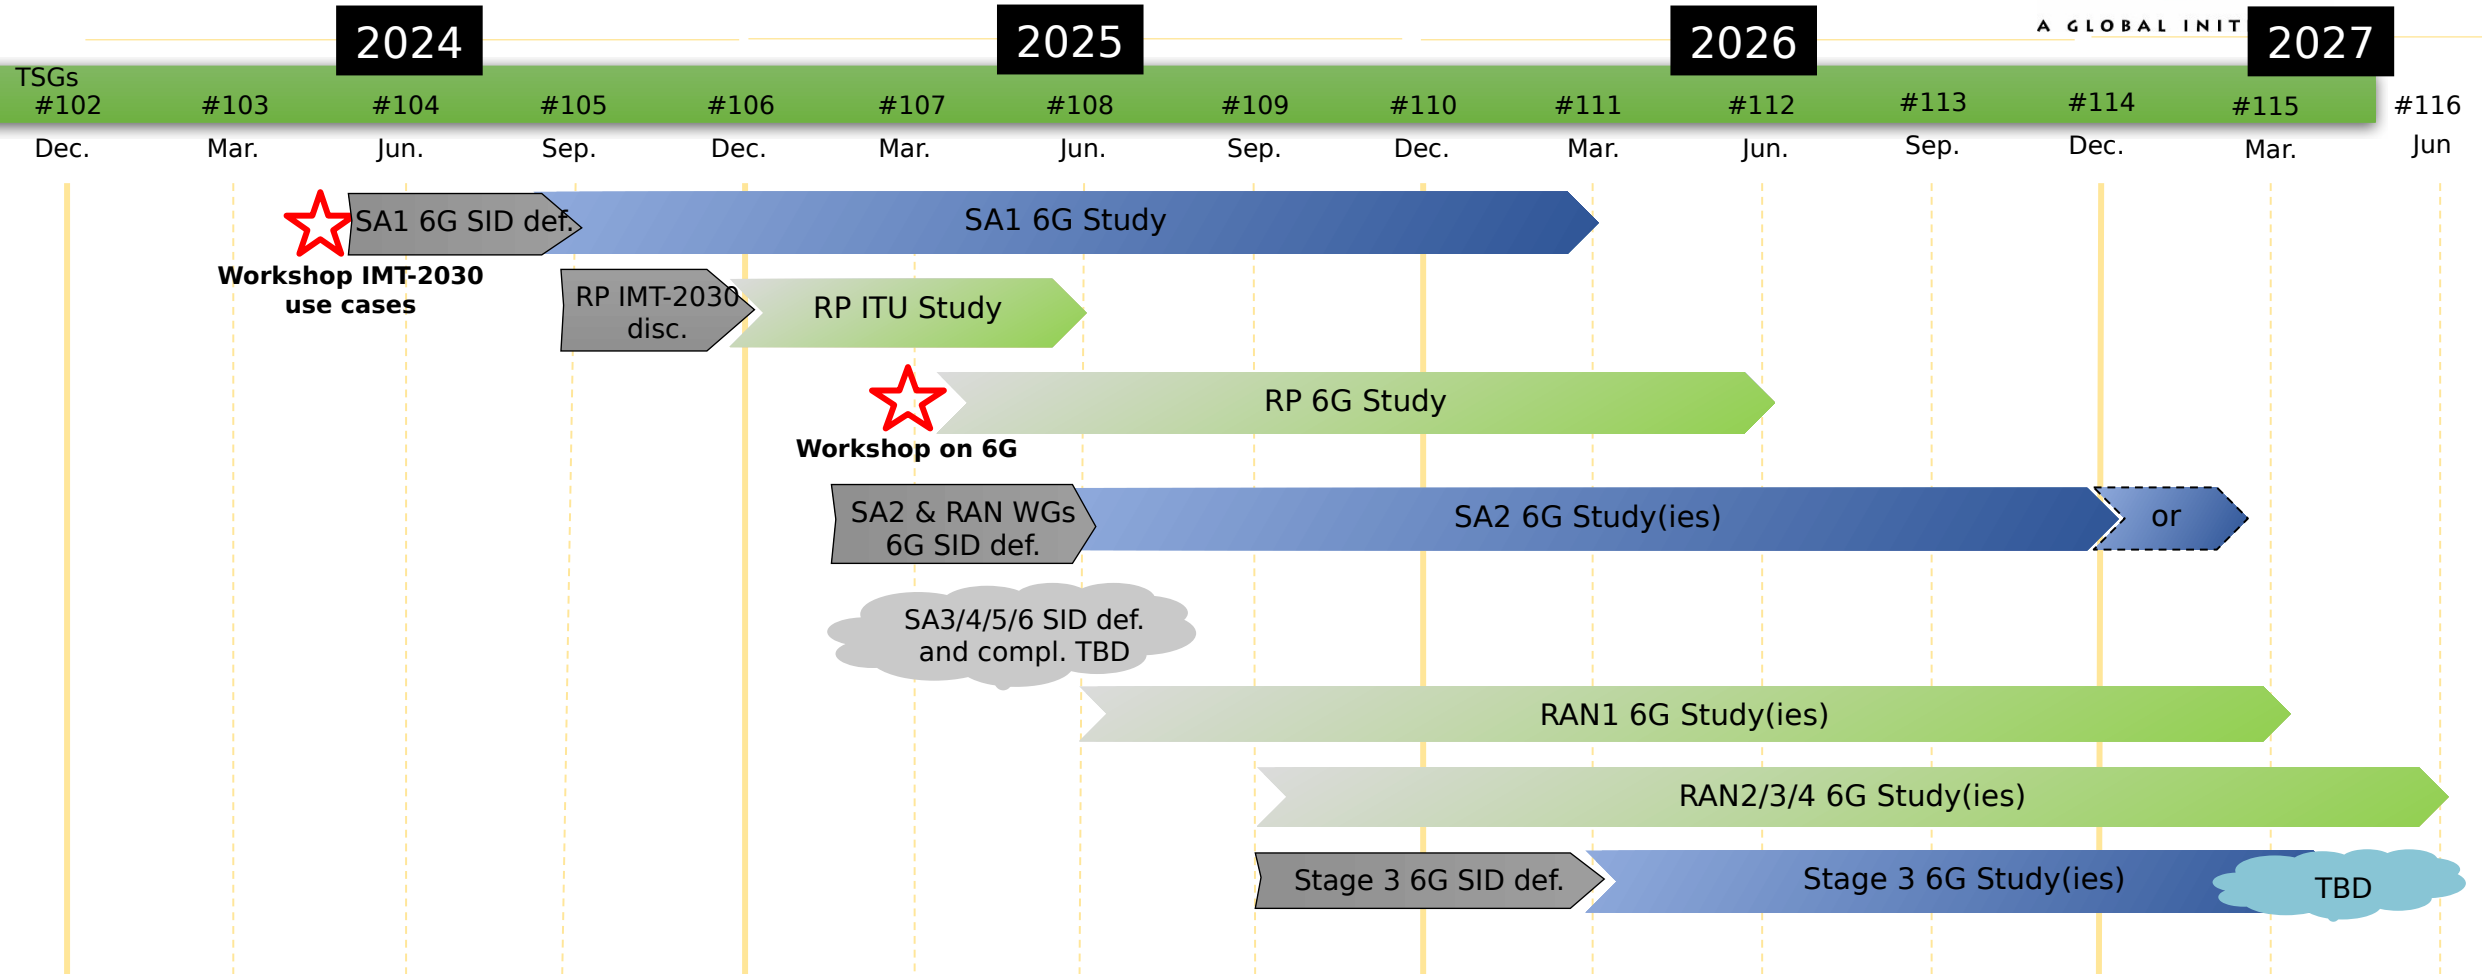 2024
2025
2026
2027
A GLOBAL INIT
TSGs
#102 #103 #104 #105 #106 #107 #108 #109 #110 #111 #112 #113 #114 #115 #116
Dec. Mar. Jun. Sep. Dec. Mar. Jun. Sep. Dec. Mar. Jun. Sep. Dec. Mar. Jun
SA1 6G SID def.
SA1 6G Study
Workshop IMT-2030
use cases
RP IMT-2030
disc.
RP ITU Study
RP 6G Study
Workshop on 6G
SA2 & RAN WGs
6G SID def.
SA2 6G Study(ies)
or
SA3/4/5/6 SID def.
and compl. TBD
RAN1 6G Study(ies)
RAN2/3/4 6G Study(ies)
Stage 3 6G SID def.
Stage 3 6G Study(ies)
TBD